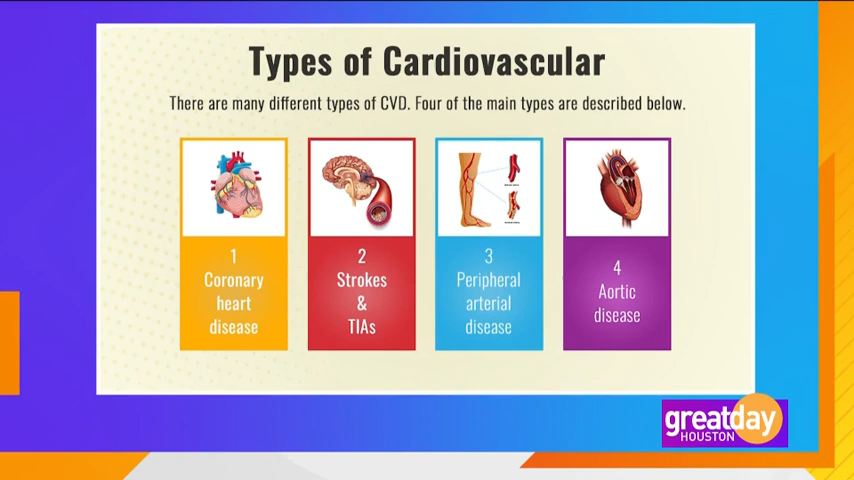 Types of Cardiovascular
There are many different types of CVD. Four of the main types are described below.
1
Coronary
heart
disease
2
Strokes
&
TIAs
3
Peripheral
arterial
disease
4
Aortic
disease
greatday
HOUSTON